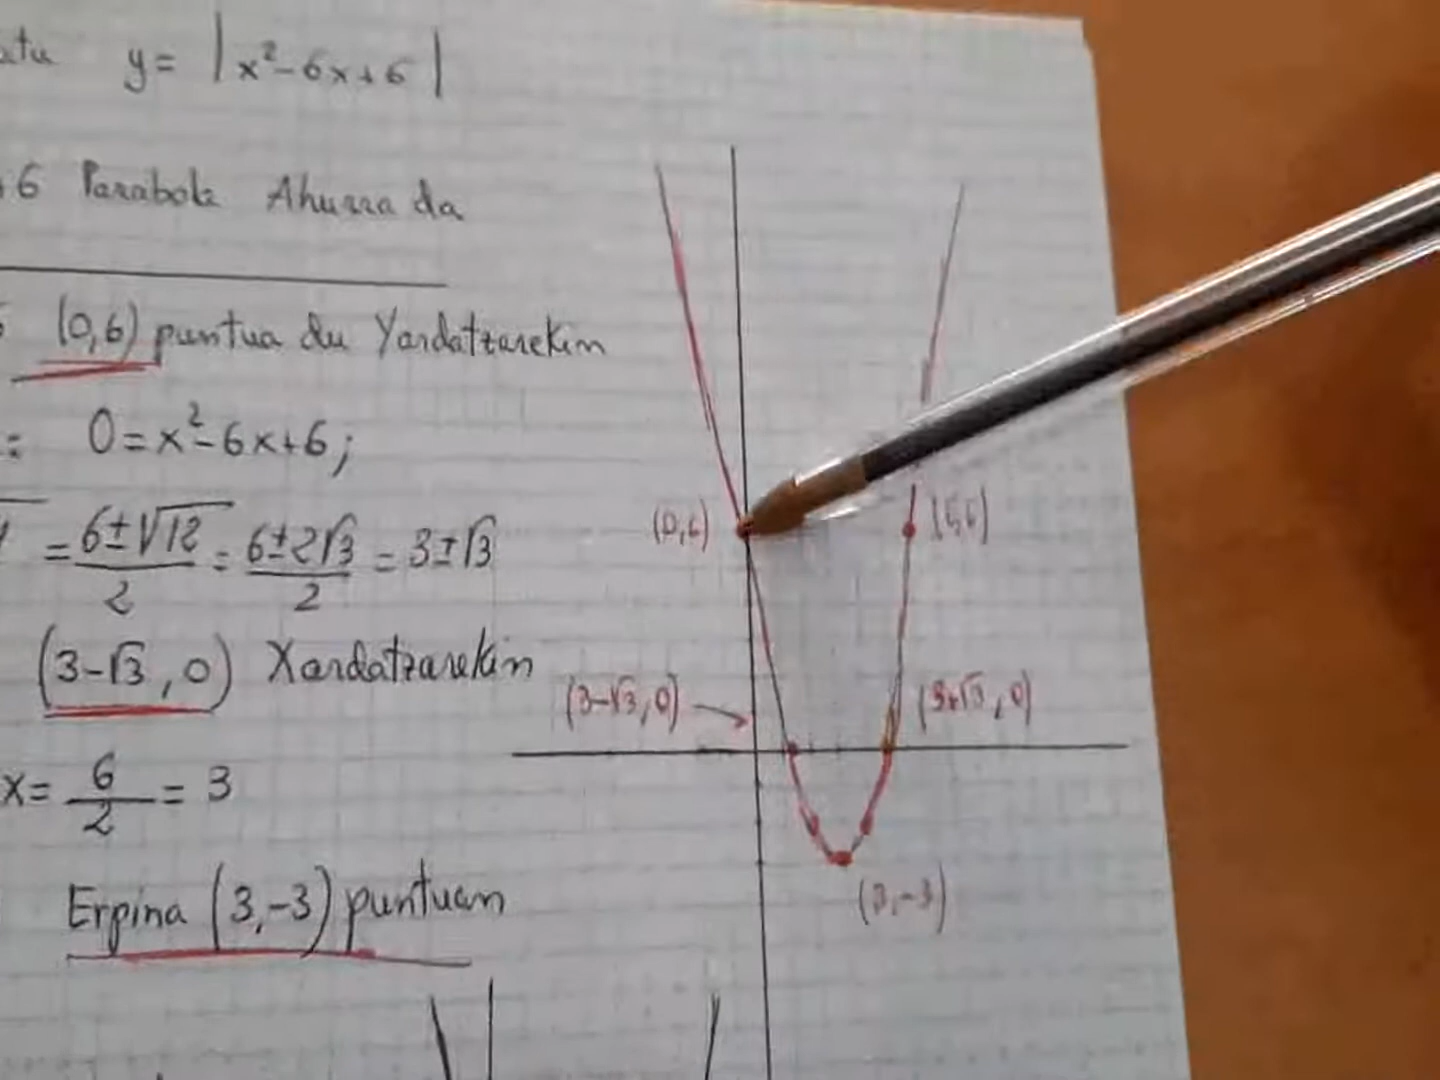 y = |x²-6x+6|
6 Parabola Ahurra da
(0,6) puntua du Yardatzarekin
: 0=x²-6x+6;
= 6±√12/2 = 6±2√3/2 = 3±√3
(3-√3, 0) Xardatzarekin
x = 6/2 = 3
Erpina (3,-3) puntuan
(0,6)
(6,6)
(3-√3, 0)
(3+√3, 0)
(3,-3)